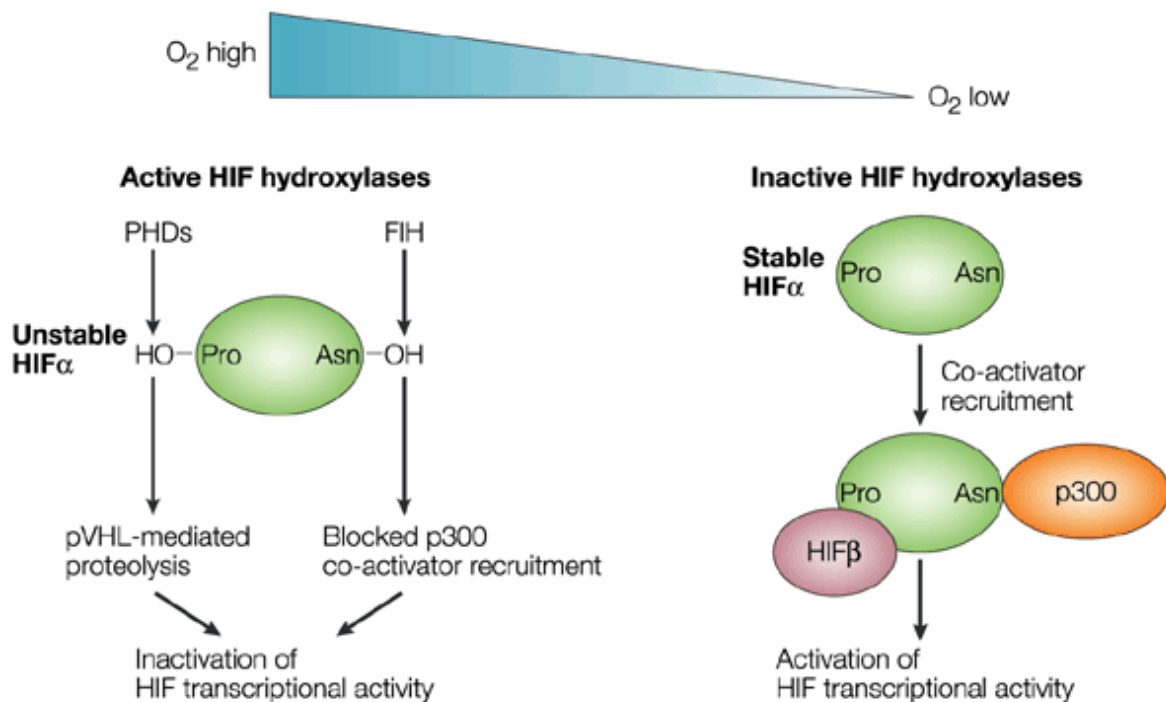 O2 high
O2 low
Active HIF hydroxylases
PHDs
FIH
Unstable
HIFα
HO
Pro
Asn
OH
pVHL-mediated
proteolysis
Blocked p300
co-activator recruitment
Inactivation of
HIF transcriptional activity
Inactive HIF hydroxylases
Stable
HIFα
Pro
Asn
Co-activator
recruitment
Pro
Asn
p300
HIFβ
Activation of
HIF transcriptional activity